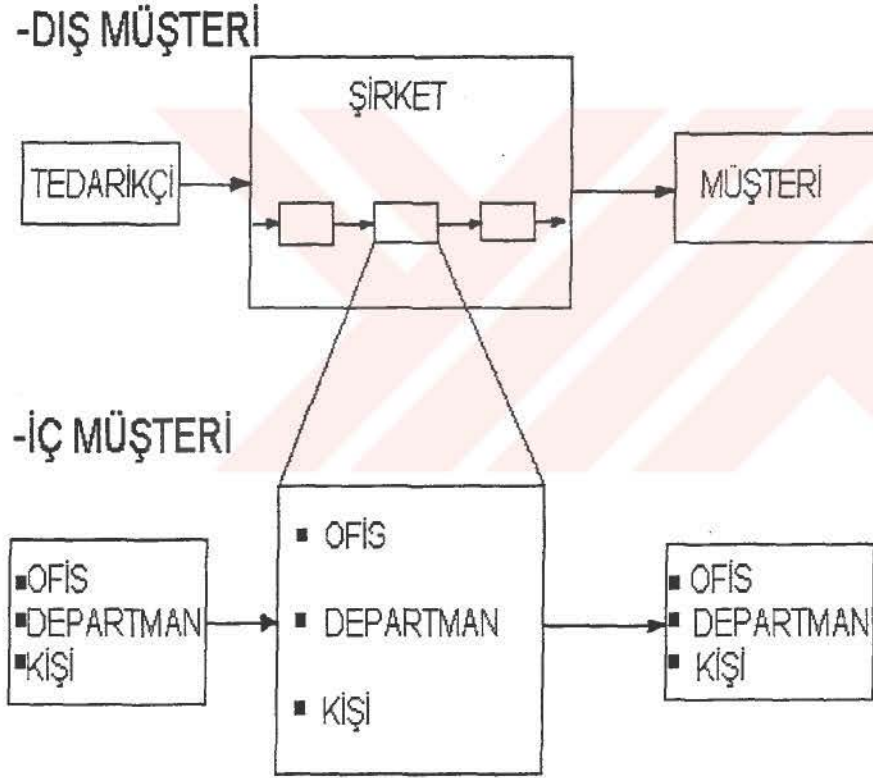 -DIŞ MÜŞTERİ
ŞİRKET
TEDARİKÇİ
MÜŞTERİ
-İÇ MÜŞTERİ
▪OFİS
▪DEPARTMAN
▪KİŞİ
▪ OFİS
▪ DEPARTMAN
▪ KİŞİ
▪ OFİS
▪ DEPARTMAN
▪ KİŞİ